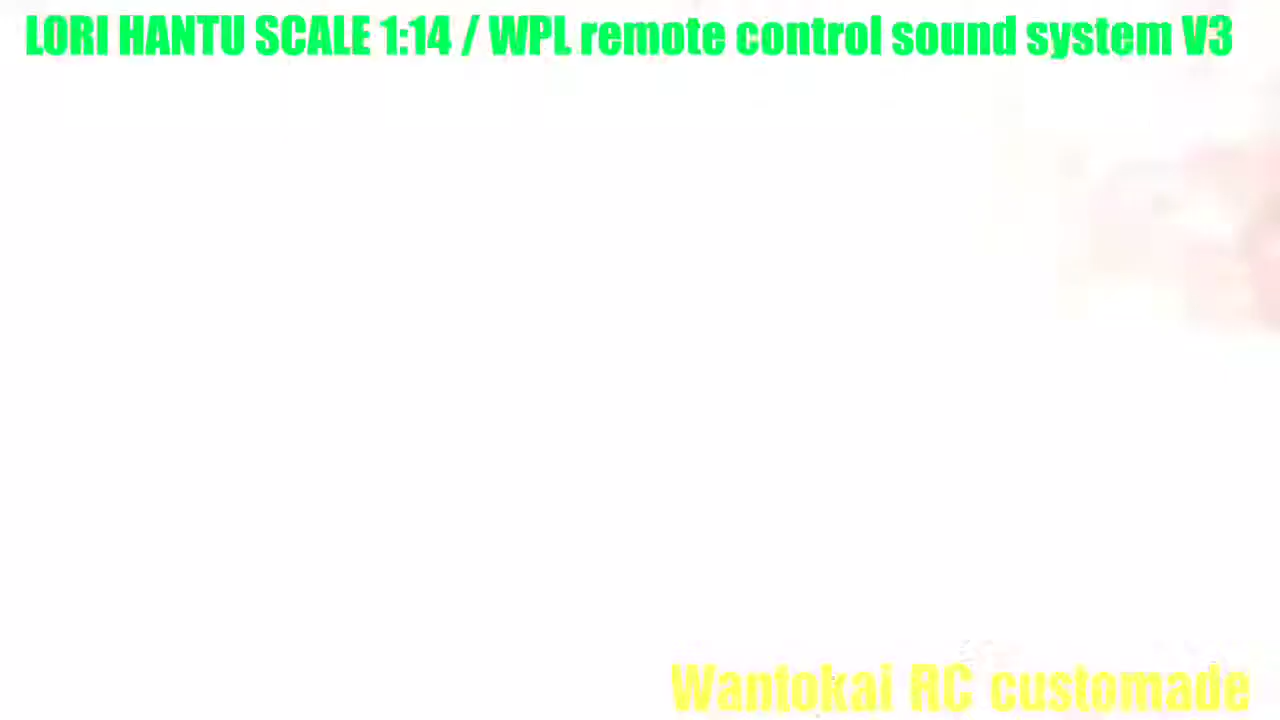 LORI HANTU SCALE 1:14 / WPL remote control sound system V3
Wantokai RC customade